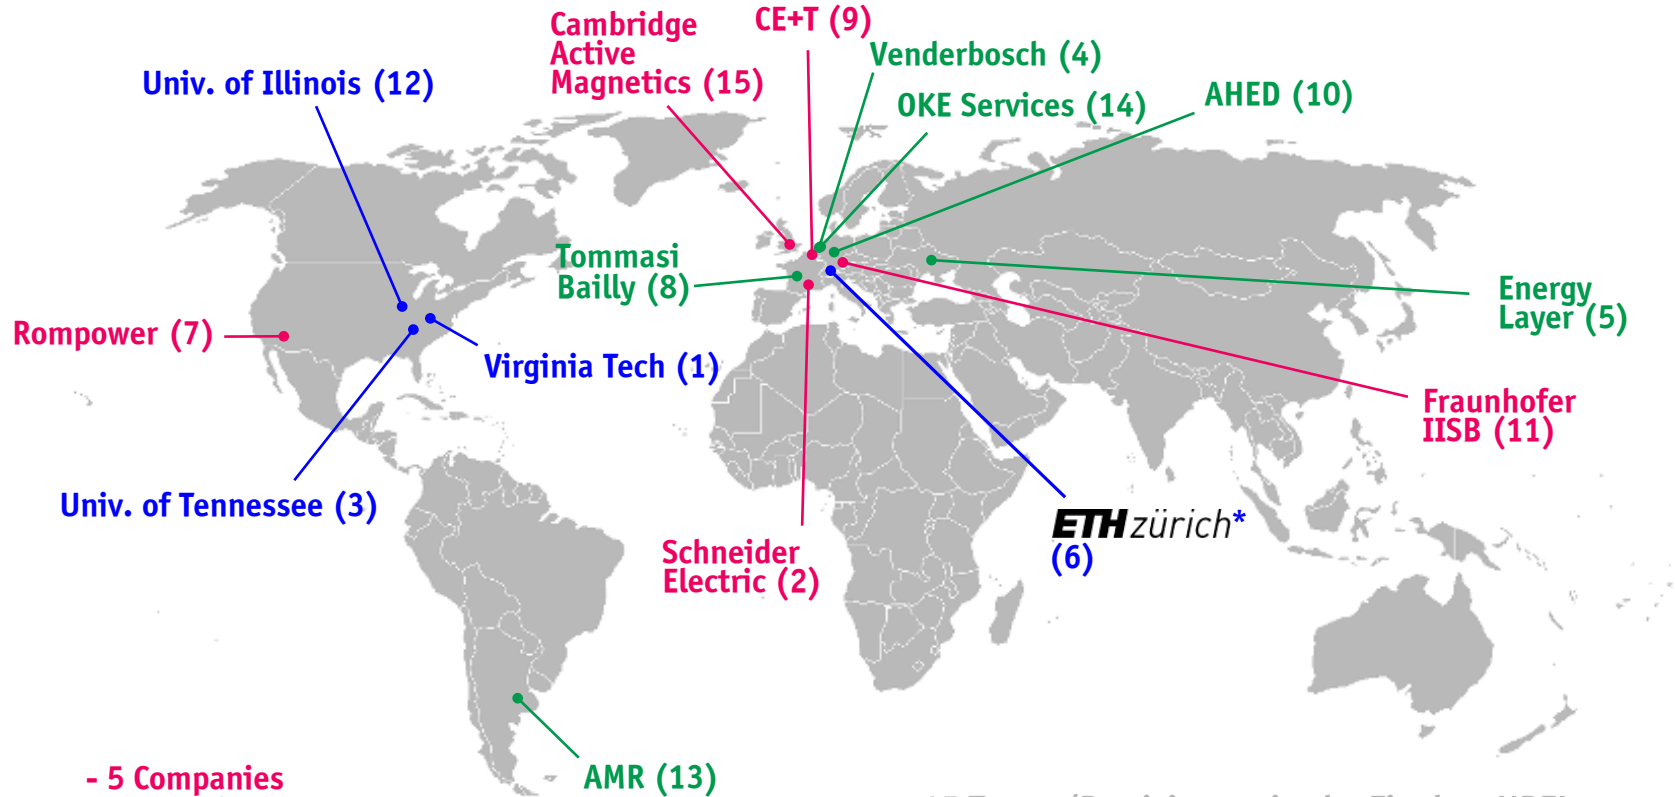 CE+T (9)
Cambridge
Active
Magnetics (15)
Venderbosch (4)
Univ. of Illinois (12)
OKE Services (14)
AHED (10)
Tommasi
Bailly (8)
Energy
Layer (5)
Rompower (7)
Virginia Tech (1)
Fraunhofer
IISB (11)
Univ. of Tennessee (3)
ETH zürich*
(6)
Schneider
Electric (2)
- 5 Companies
AMR (13)